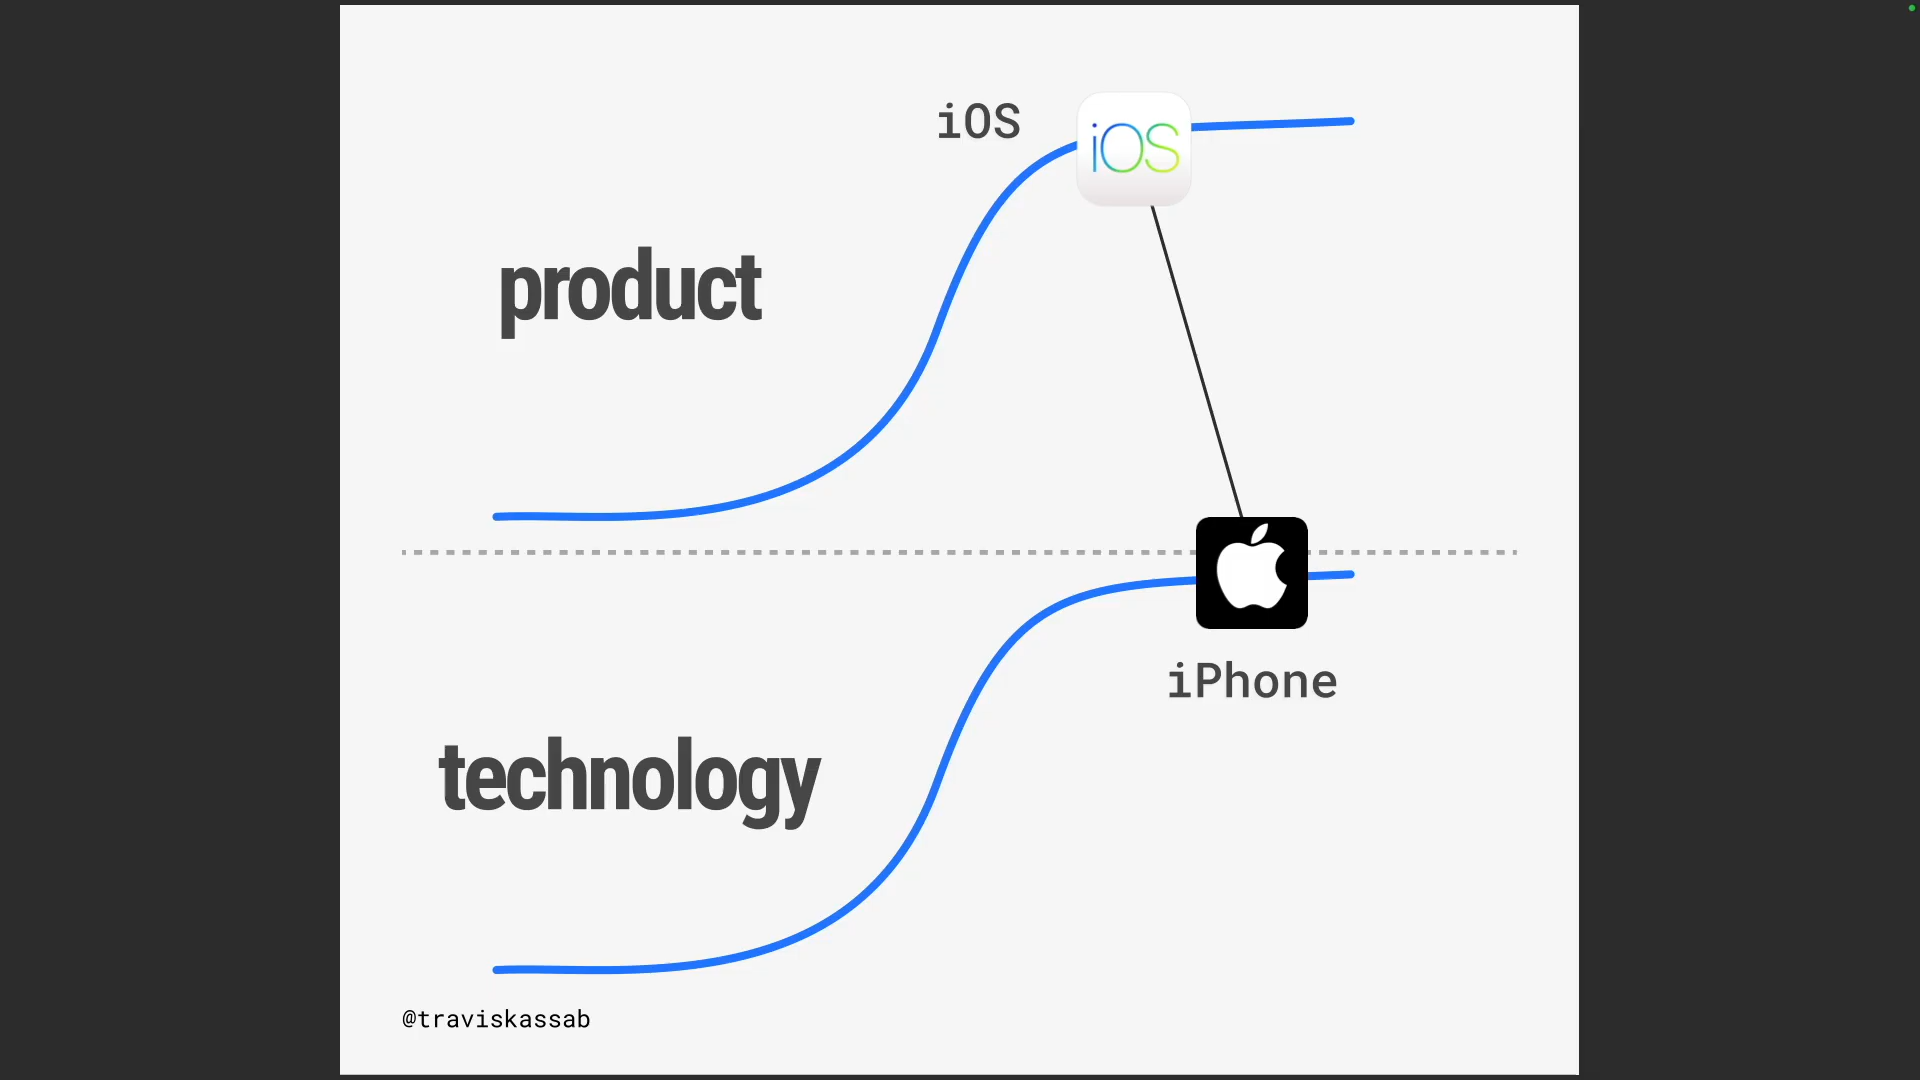 iOS
iOS
product
iPhone
technology
@traviskassab